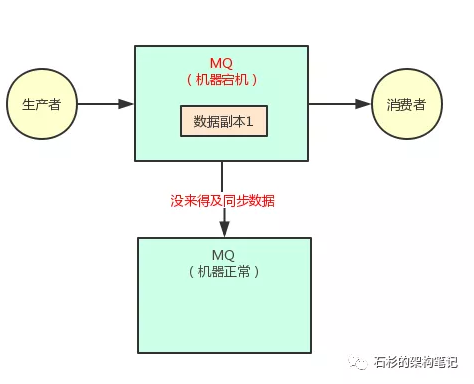 MQ
（机器宕机）
生产者
数据副本1
消费者
没来得及同步数据
MQ
（机器正常）
石杉的架构笔记